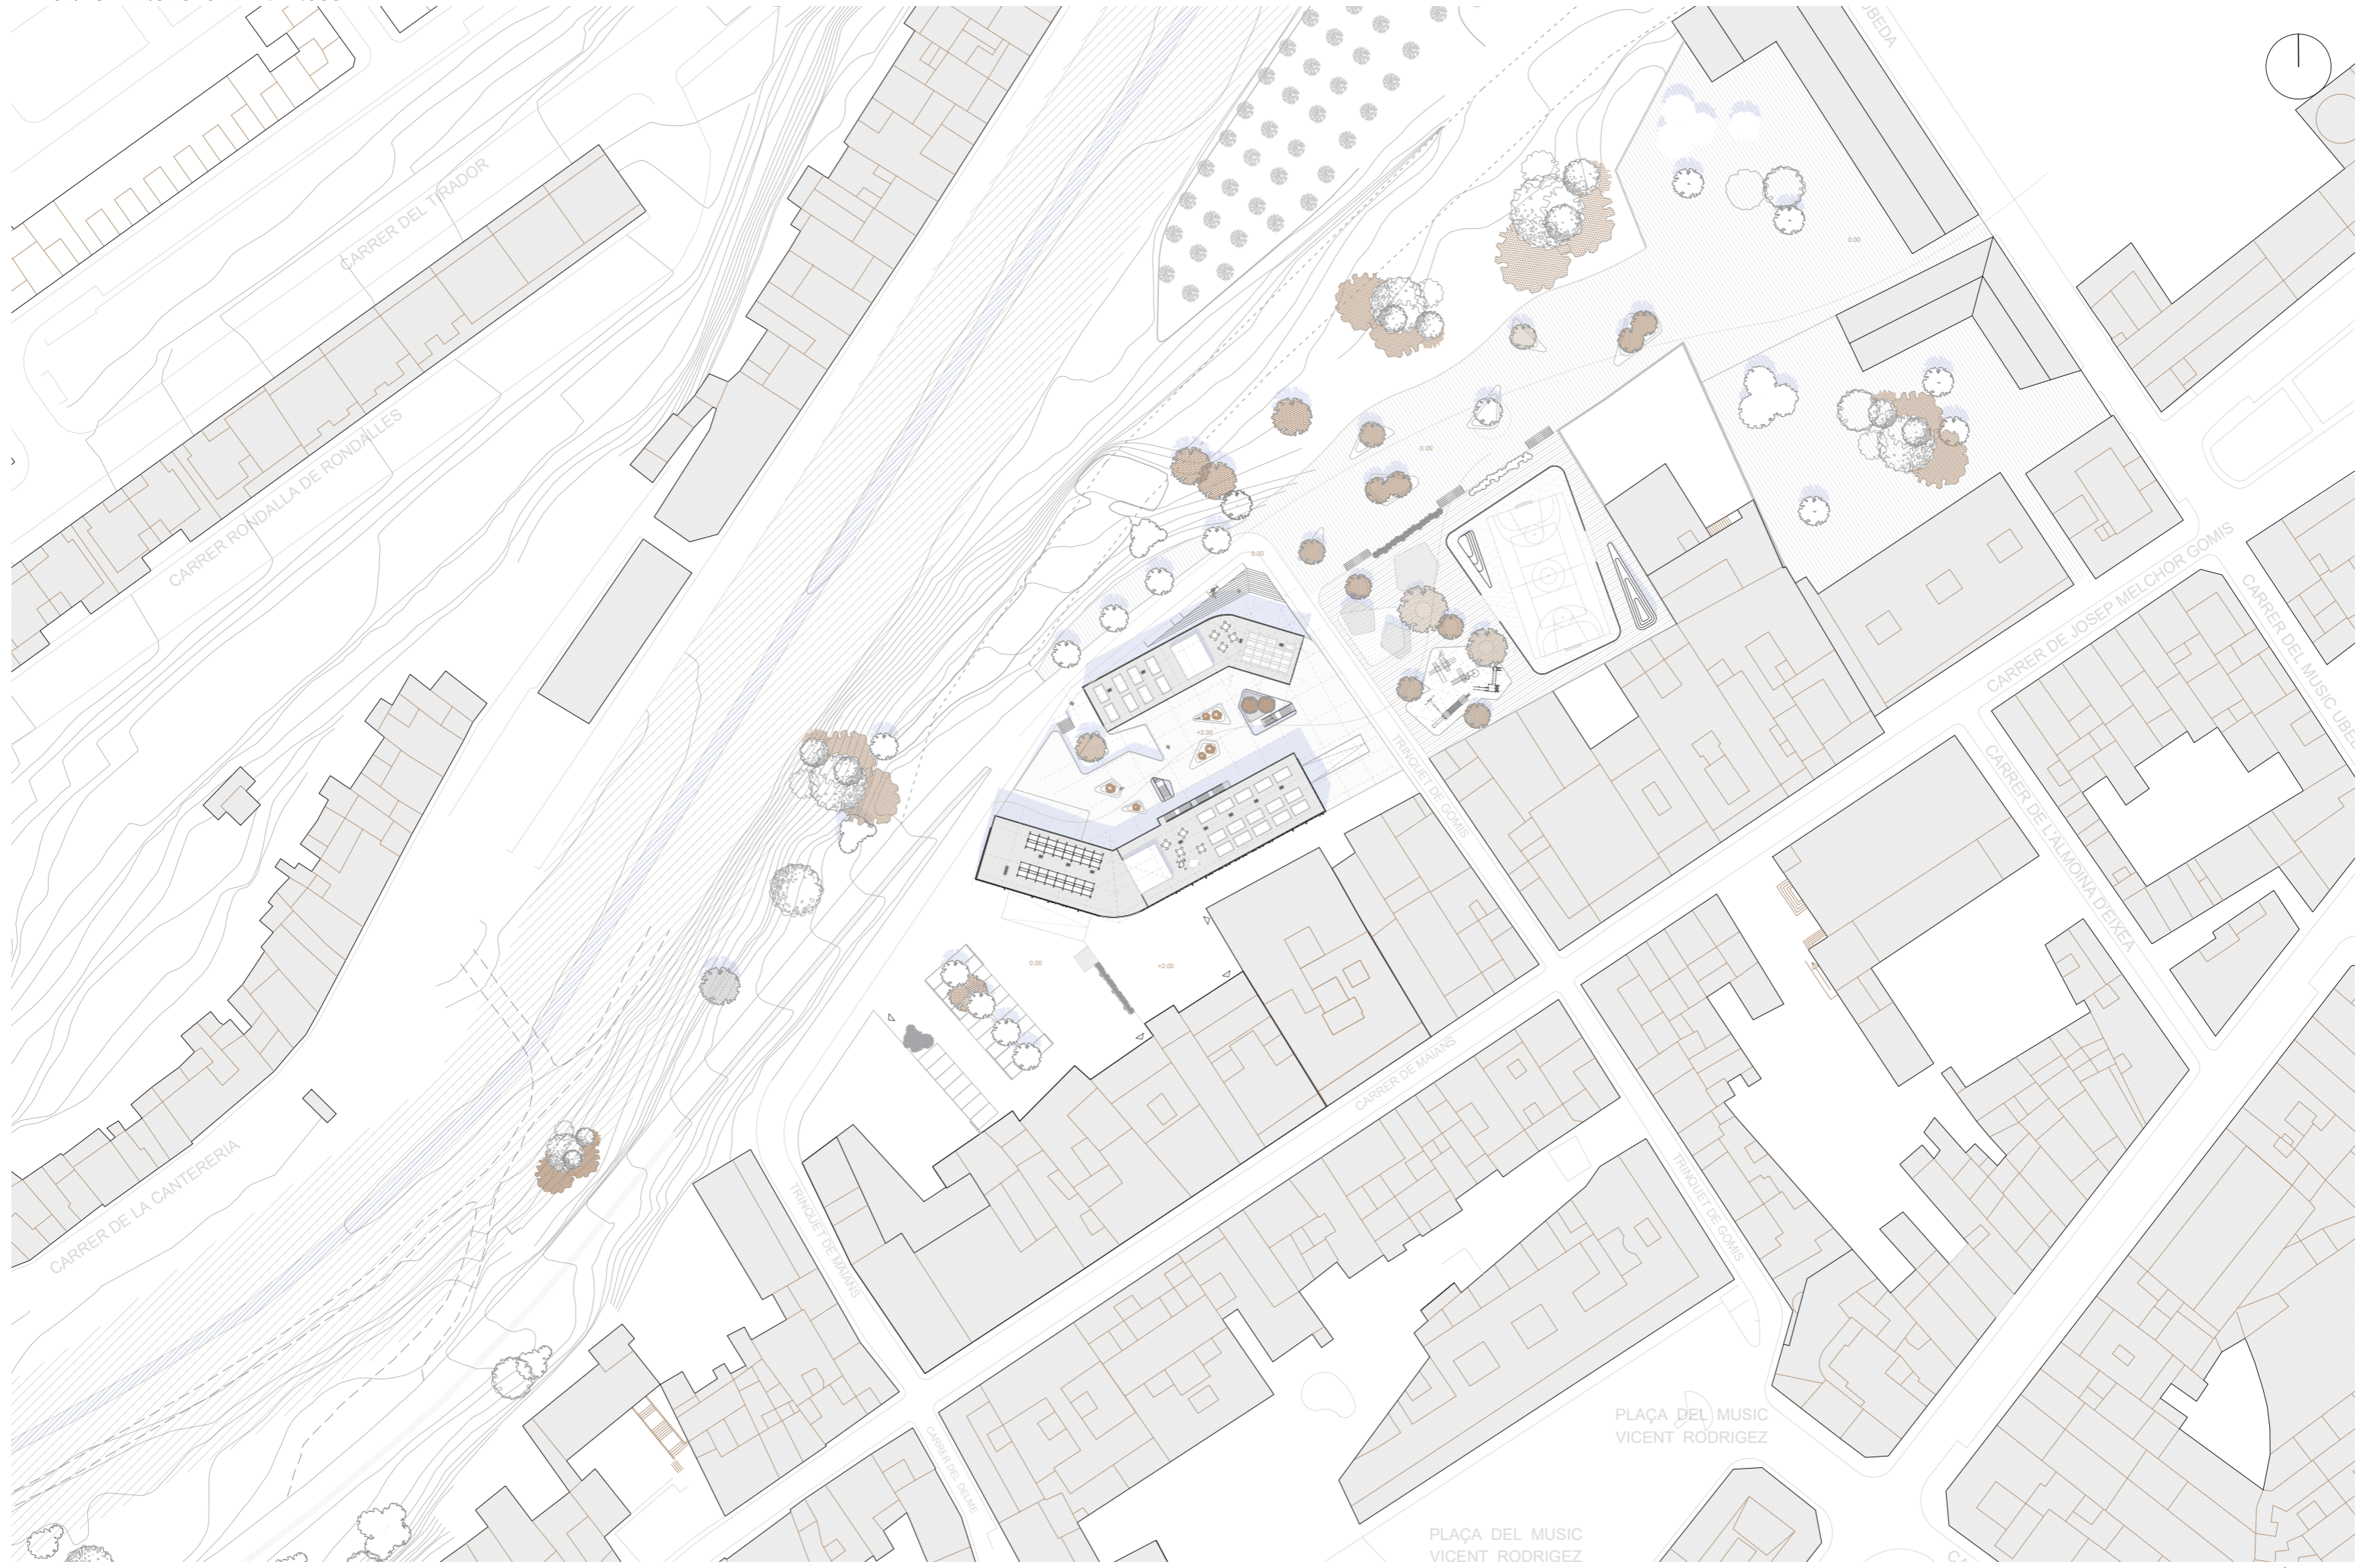 UBEDA
CARRER DEL TIRADOR
0.00
CARRER RONDALLA DE RONDALLES
0.00
0.00
CARRER DE JOSEP MELCHOR GOMIS
CARRER DEL MUSIC UBE
+2.00
TRINQUET DE GOMIS
CARRER DE L'ALMOINA D'EIXEA
0.00
+2.00
CARRER DE MAIANS
CARRER DE LA CANTERERIA
TRINQUET DE MAIANS
TRINQUET DE GOMIS
PLAÇA DEL MUSIC
VICENT RODRIGEZ
CARRER DEL DELME
PLAÇA DEL MUSIC
VICENT RODRIGEZ